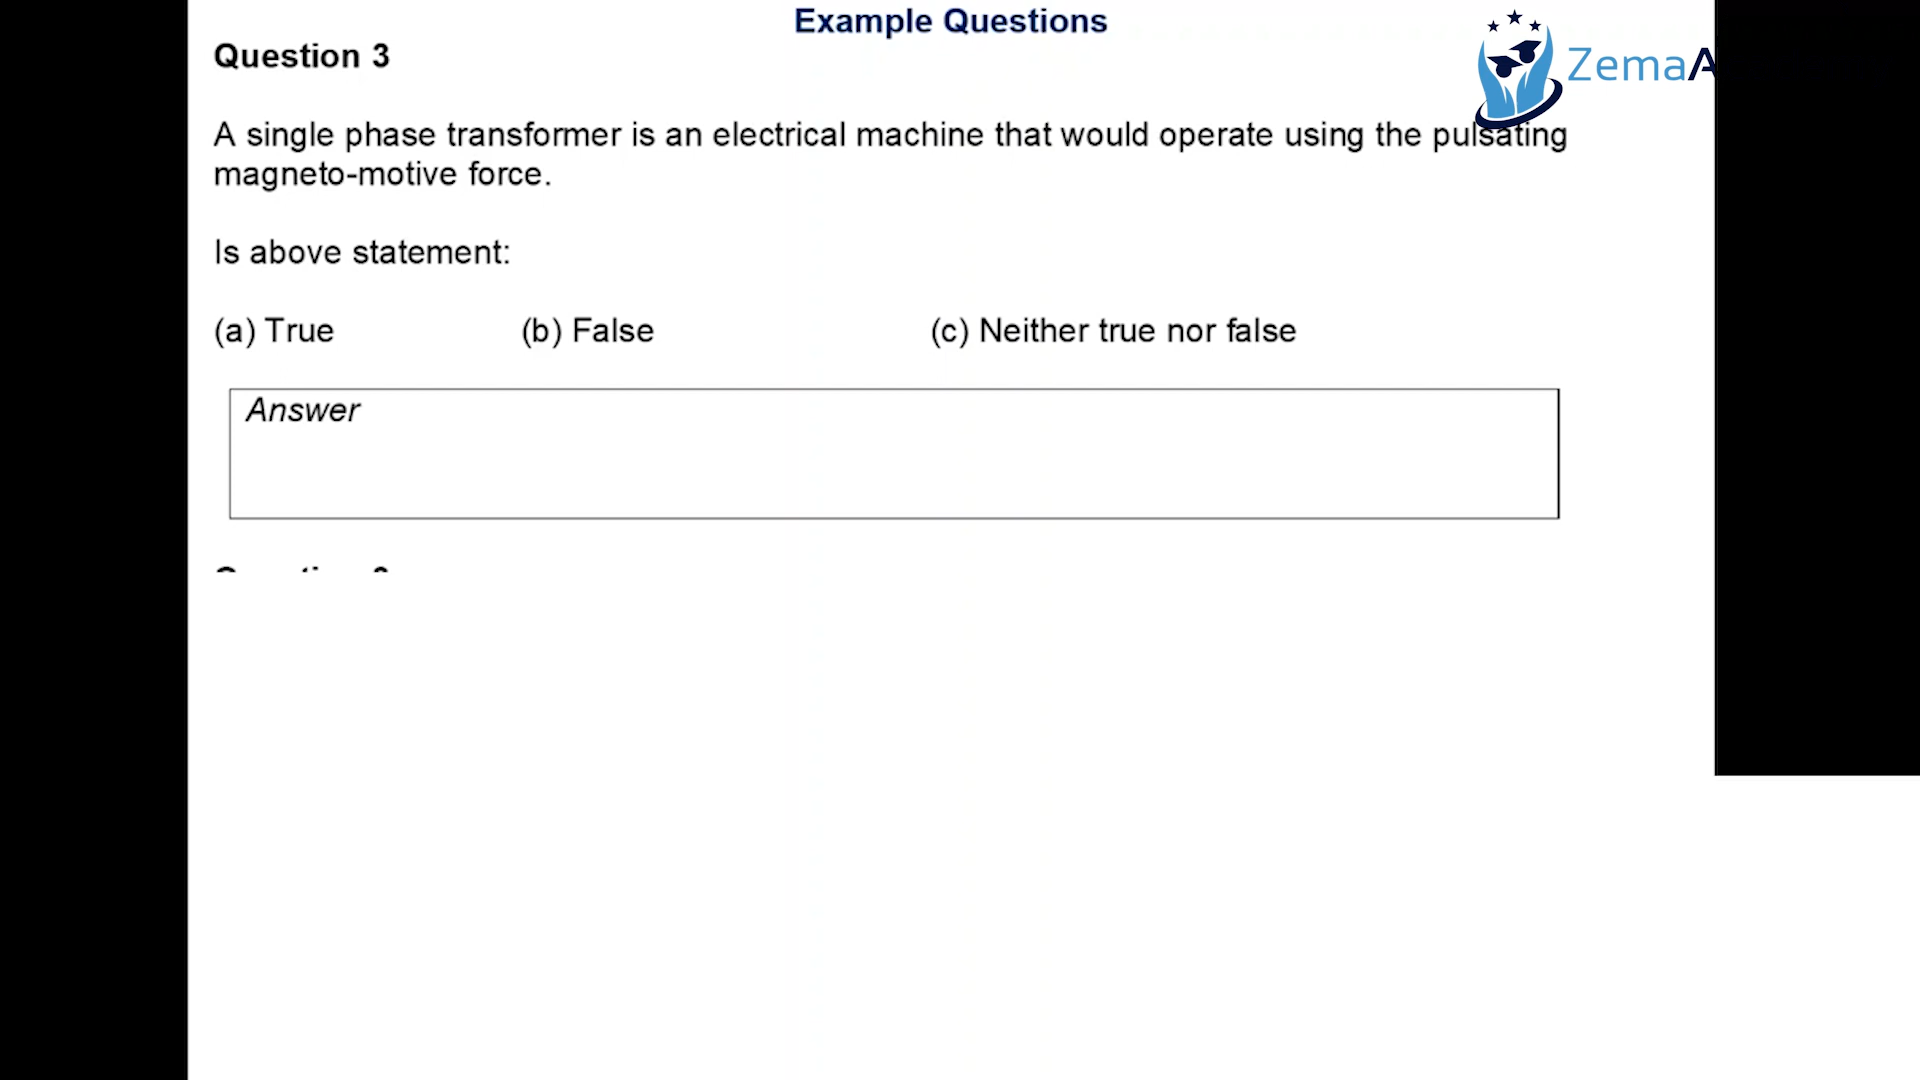 Example Questions
Question 3
ZemaA
A single phase transformer is an electrical machine that would operate using the pulsating
magneto-motive force.
Is above statement:
(a) True (b) False (c) Neither true nor false
Answer